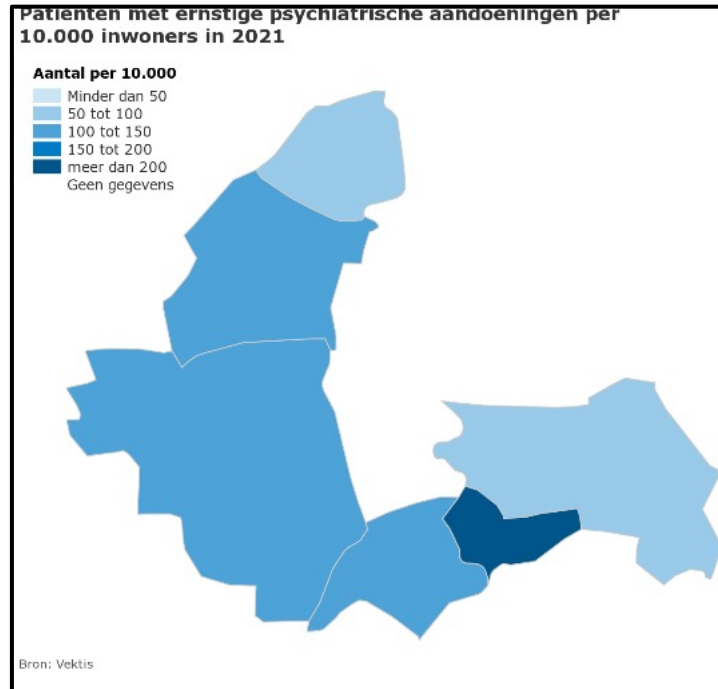 Patiënten met ernstige psychiatrische aandoeningen per
10.000 inwoners in 2021
Aantal per 10.000
Minder dan 50
50 tot 100
100 tot 150
150 tot 200
meer dan 200
Geen gegevens
Bron: Vektis